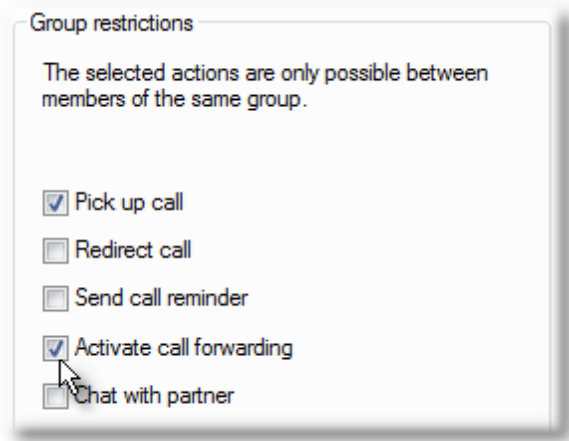 Group restrictions
The selected actions are only possible between
members of the same group.
Pick up call
Redirect call
Send call reminder
Activate call forwarding
Chat with partner